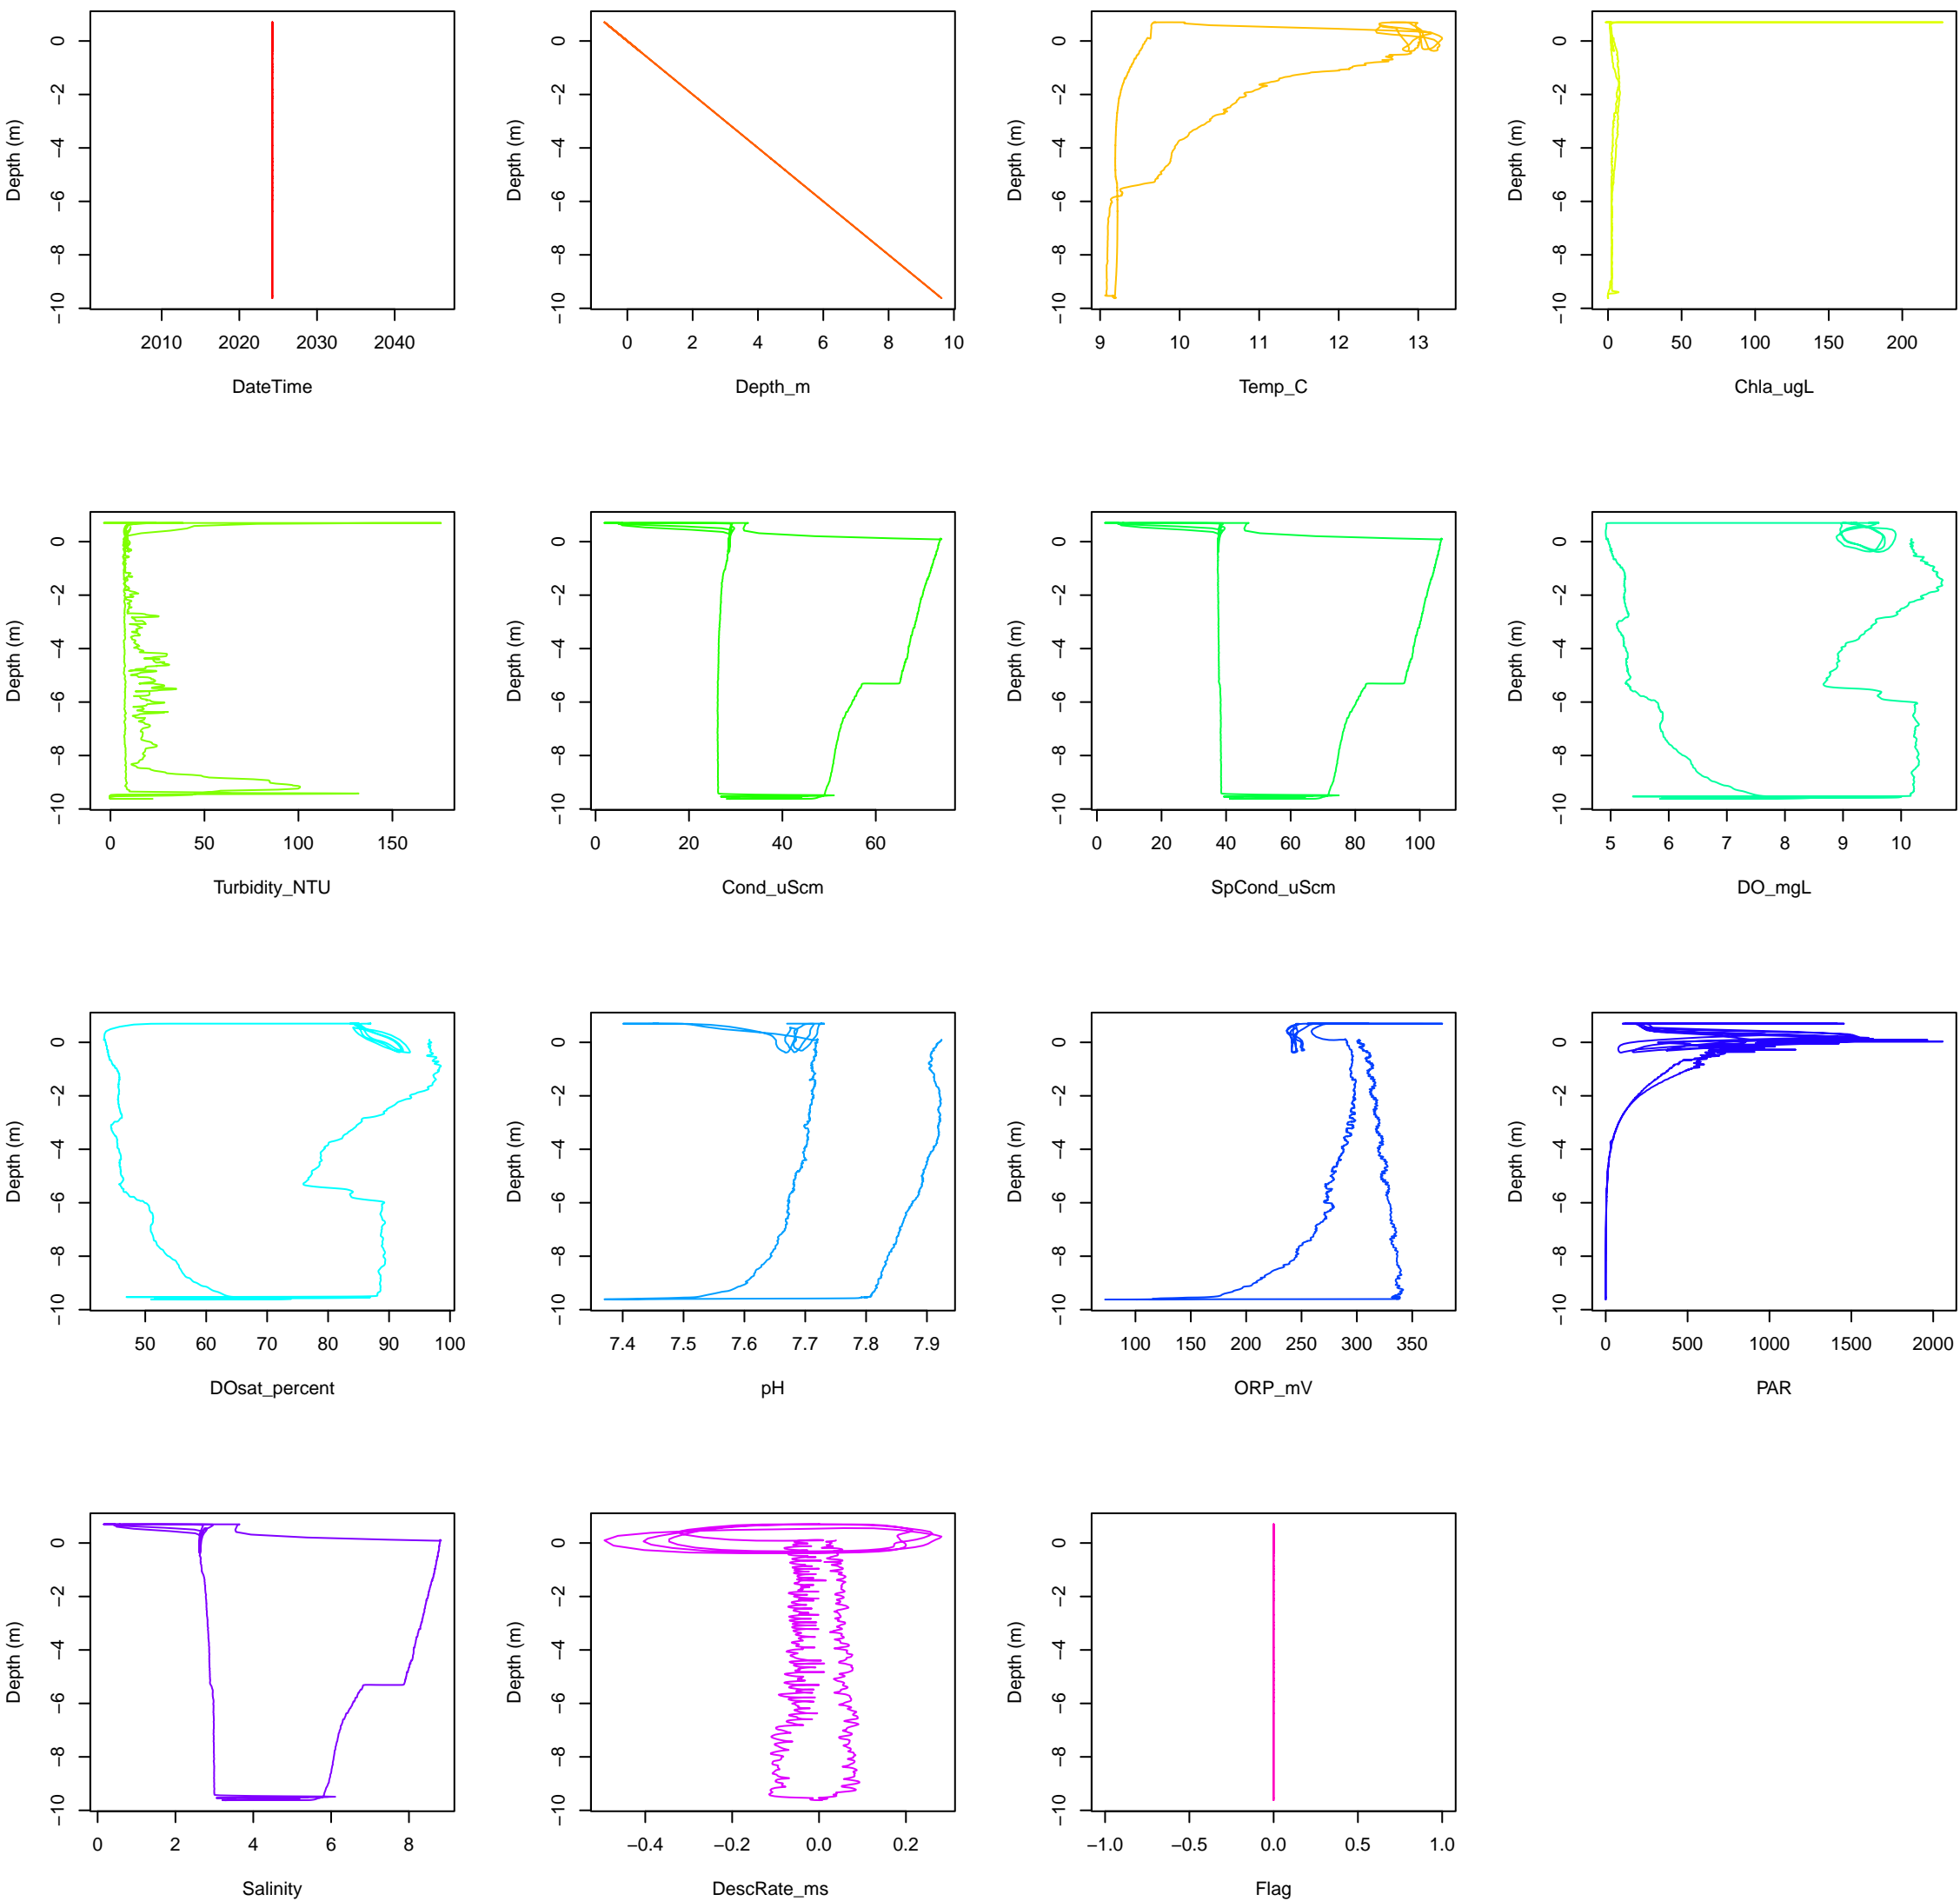 Depth (m)
0
−2
−4
−6
−8
−10
2010 2020 2030 2040
DateTime
Depth (m)
0
−2
−4
−6
−8
−10
0 2 4 6 8 10
Depth_m
Depth (m)
0
−2
−4
−6
−8
−10
9 10 11 12 13
Temp_C
Depth (m)
0
−2
−4
−6
−8
−10
0 50 100 150 200
Chla_ugL
Depth (m)
0
−2
−4
−6
−8
−10
0 50 100 150
Turbidity_NTU
Depth (m)
0
−2
−4
−6
−8
−10
0 20 40 60
Cond_uScm
Depth (m)
0
−2
−4
−6
−8
−10
0 20 40 60 80 100
SpCond_uScm
Depth (m)
0
−2
−4
−6
−8
−10
5 6 7 8 9 10
DO_mgL
Depth (m)
0
−2
−4
−6
−8
−10
50 60 70 80 90 100
DOsat_percent
Depth (m)
0
−2
−4
−6
−8
−10
7.4 7.5 7.6 7.7 7.8 7.9
pH
Depth (m)
0
−2
−4
−6
−8
−10
100 150 200 250 300 350
ORP_mV
Depth (m)
0
−2
−4
−6
−8
−10
0 500 1000 1500 2000
PAR
Depth (m)
0
−2
−4
−6
−8
−10
0 2 4 6 8
Salinity
Depth (m)
0
−2
−4
−6
−8
−10
−0.4 −0.2 0.0 0.2
DescRate_ms
Depth (m)
0
−2
−4
−6
−8
−10
−1.0 −0.5 0.0 0.5 1.0
Flag